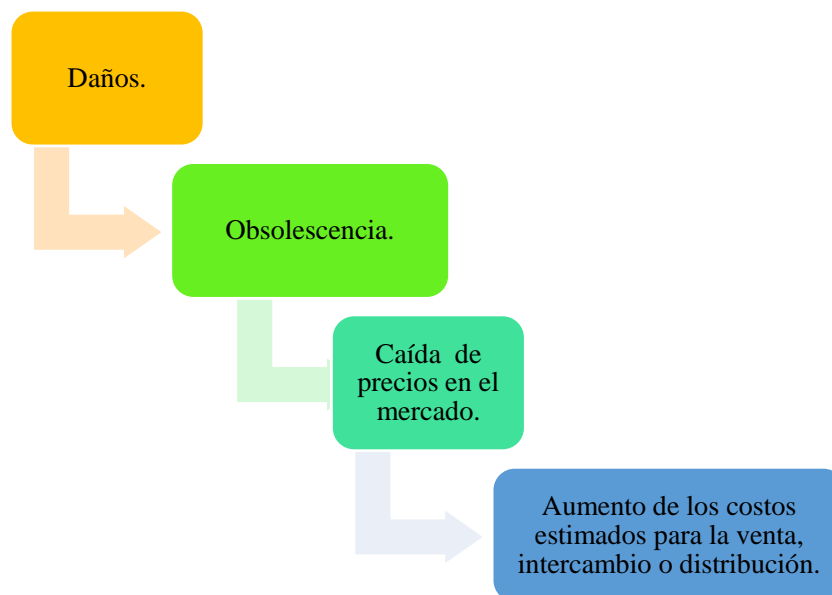 Daños.
Obsolescencia.
Caída de
precios en el
mercado.
Aumento de los costos
estimados para la venta,
intercambio o distribución.